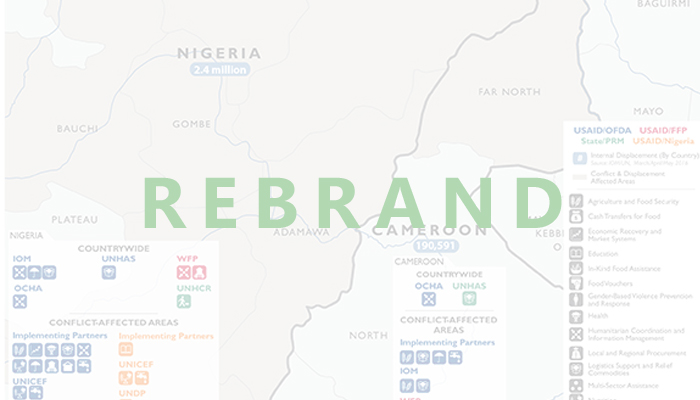 BAGUIRMI
NIGERIA
2.4 million
FAR NORTH
MAYO
BAUCHI
GOMBE
USAID/OFDA USAID/FFP
State/PRM USAID/Nigeria
Internal Displacement (By Country)
Conflict & Displacement
Affected Areas
REBRAND
Agriculture and Food Security
Cash Transfers for Food
Economic Recovery and
Market Systems
Education
In-Kind Food Assistance
Food Vouchers
Gender-Based Violence Prevention
and Response
Health
Humanitarian Coordination and
Information Management
Local and Regional Procurement
Logistics Support and Relief
Commodities
Multi-Sector Assistance
PLATEAU
ADAMAWA
CAMEROON
190,591
KEBBI
NIGERIA
COUNTRYWIDE
IOM UNHAS WFP
OCHA UNHCR
CONFLICT-AFFECTED AREAS
Implementing Partners Implementing Partners
UNICEF
UNICEF
UNDP
CAMEROON
COUNTRYWIDE
OCHA UNHAS
CONFLICT-AFFECTED
AREAS
Implementing Partners
IOM
NORTH